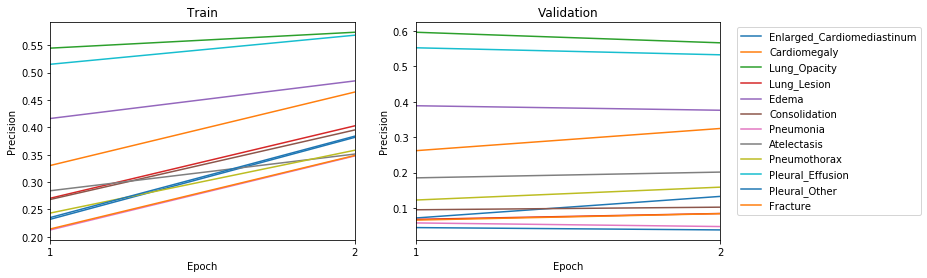 Train
0.55
0.50
0.45
0.40
0.35
0.30
0.25
0.20
Precision
1
2
Epoch
Validation
0.6
0.5
0.4
0.3
0.2
0.1
Precision
1
2
Epoch
Enlarged_Cardiomediastinum
Cardiomegaly
Lung_Opacity
Lung_Lesion
Edema
Consolidation
Pneumonia
Atelectasis
Pneumothorax
Pleural_Effusion
Pleural_Other
Fracture